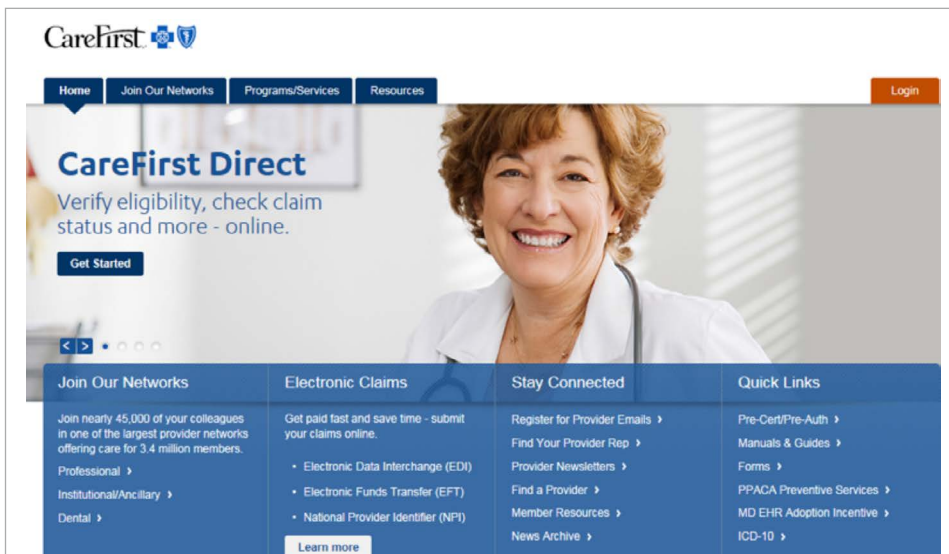 CareFirst
Home
Join Our Networks
Programs/Services
Resources
Login
CareFirst Direct
Verify eligibility, check claim
status and more - online.
Get Started
< >
Join Our Networks
Join nearly 45,000 of your colleagues
in one of the largest provider networks
offering care for 3.4 million members.
Professional >
Institutional/Ancillary >
Dental >
Electronic Claims
Get paid fast and save time - submit
your claims online.
• Electronic Data Interchange (EDI)
• Electronic Funds Transfer (EFT)
• National Provider Identifier (NPI)
Learn more
Stay Connected
Register for Provider Emails >
Find Your Provider Rep >
Provider Newsletters >
Find a Provider >
Member Resources >
News Archive >
Quick Links
Pre-Cert/Pre-Auth >
Manuals & Guides >
Forms >
PPACA Preventive Services >
MD EHR Adoption Incentive >
ICD-10 >